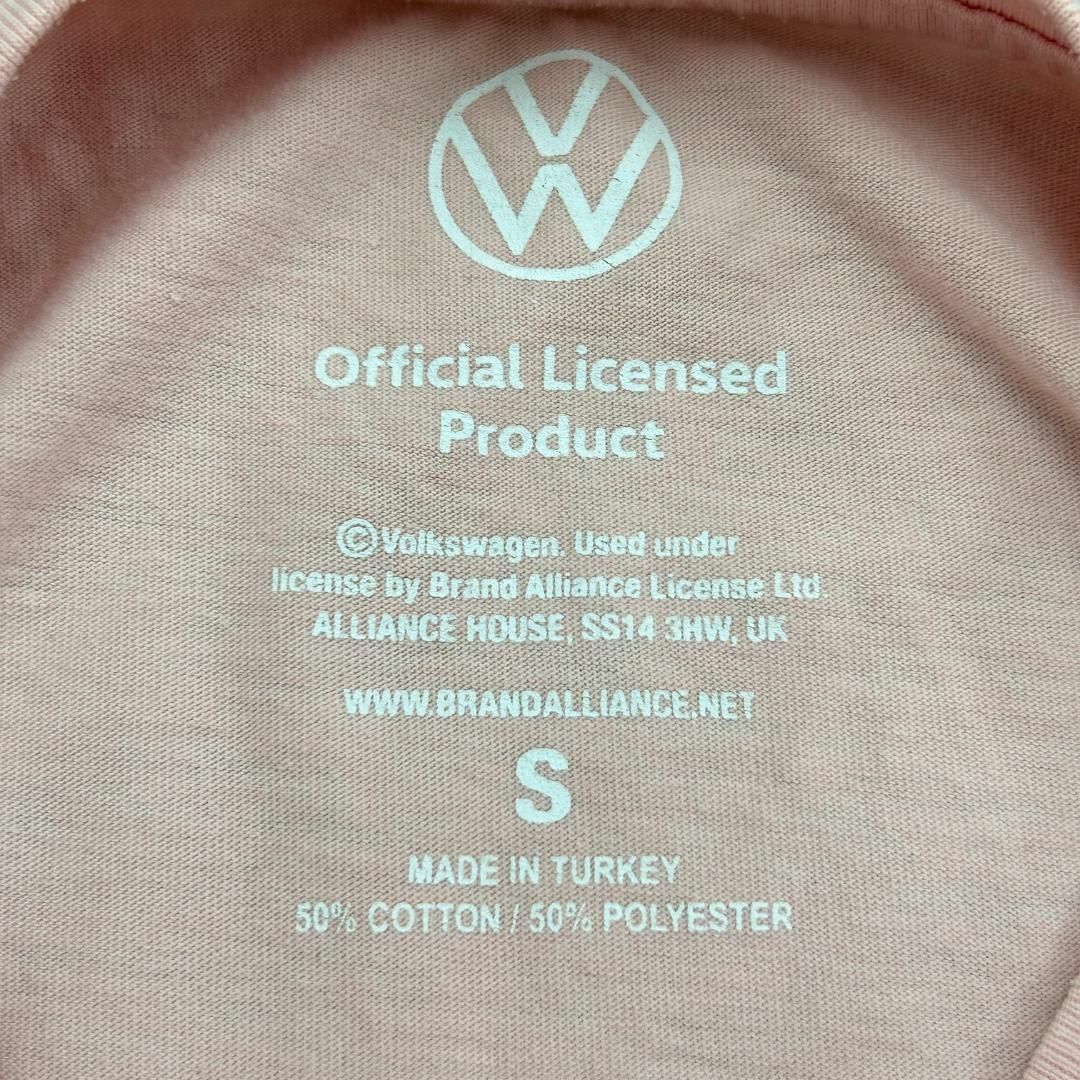 VW
Official Licensed
Product
©Volkswagen. Used under
license by Brand Alliance License Ltd.
ALLIANCE HOUSE, SS14 3HW, UK
WWW.BRANDALLIANCE.NET
S
MADE IN TURKEY
50% COTTON / 50% POLYESTER